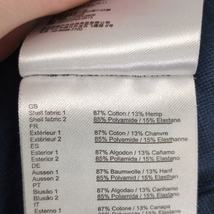 GB
Shell fabric 1 87% Cotton / 13% Hemp
Shell fabric 2 85% Polyamide / 15% Elastane
FR
Extérieur 1 87% Coton / 13% Chanvre
Extérieur 2 85% Polyamide / 15% Elasthanne
ES
Exterior 1 87% Algodón / 13% Cáñamo
Exterior 2 85% Poliamida / 15% Elastano
DE
Aussen 1 87% Baumwolle / 13% Hanf
Aussen 2 85% Polyamid / 15% Elasthan
PT
Blusão 1 87% Algodão / 13% Cânhamo
Blusão 2 85% Poliamida / 15% Elastano
IT
Esterno 1 87% Cotone / 13% Canapa